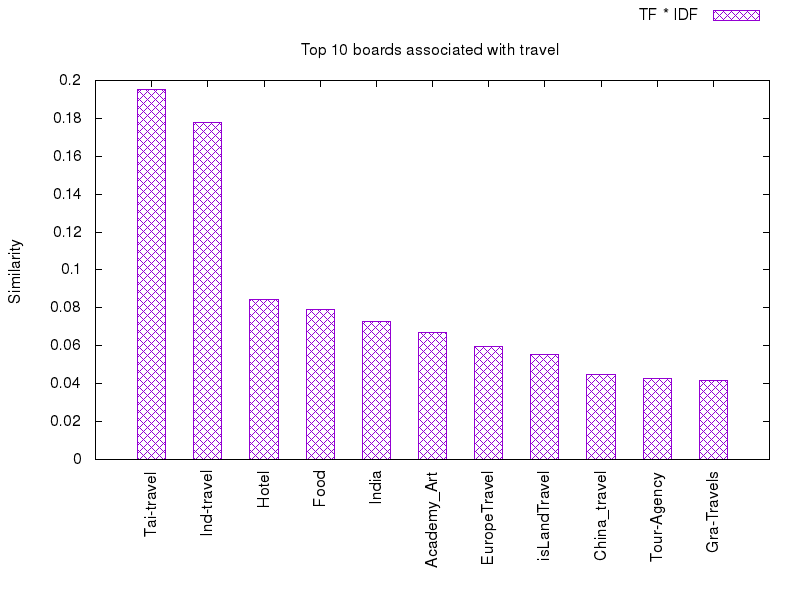 TF * IDF
Top 10 boards associated with travel
Similarity
0.2
0.18
0.16
0.14
0.12
0.1
0.08
0.06
0.04
0.02
0
Tai-travel
Ind-travel
Hotel
Food
India
Academy_Art
EuropeTravel
isLandTravel
China_travel
Tour-Agency
Gra-Travels